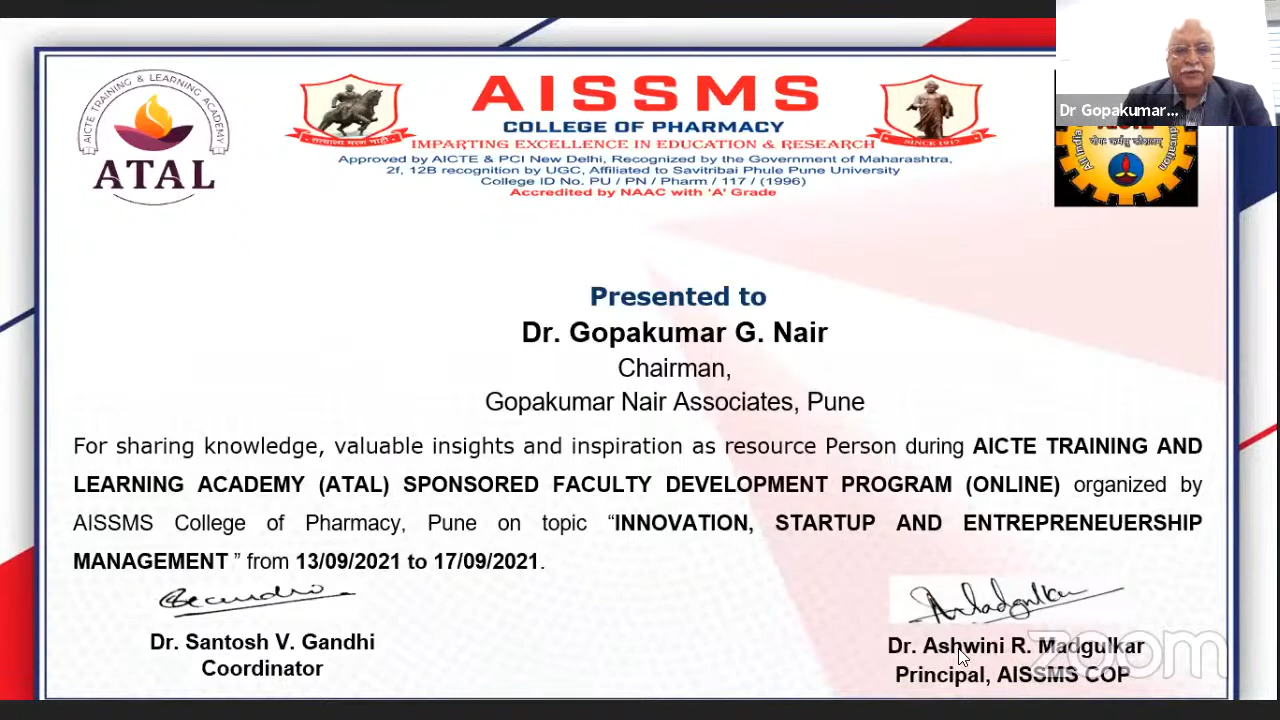 AICTE TRAINING & LEARNING ACADEMY
ATAL
AISSMS
COLLEGE OF PHARMACY
IMPARTING EXCELLENCE IN EDUCATION & RESEARCH
SINCE 1917
Approved by AICTE & PCI New Delhi, Recognized by the Government of Maharashtra,
2f, 12B recognition by UGC, Affiliated to Savitribai Phule Pune University
College ID No. PU / PN / Pharm / 117 / (1996)
Accredited by NAAC with 'A' Grade
Dr Gopakumar...
Presented to
Dr. Gopakumar G. Nair
Chairman,
Gopakumar Nair Associates, Pune
For sharing knowledge, valuable insights and inspiration as resource Person during AICTE TRAINING AND
LEARNING ACADEMY (ATAL) SPONSORED FACULTY DEVELOPMENT PROGRAM (ONLINE) organized by
AISSMS College of Pharmacy, Pune on topic “INNOVATION, STARTUP AND ENTREPRENEUERSHIP
MANAGEMENT ” from 13/09/2021 to 17/09/2021.
Dr. Santosh V. Gandhi
Coordinator
Dr. Ashwini R. Madgulkar
Principal, AISSMS COP
zoom